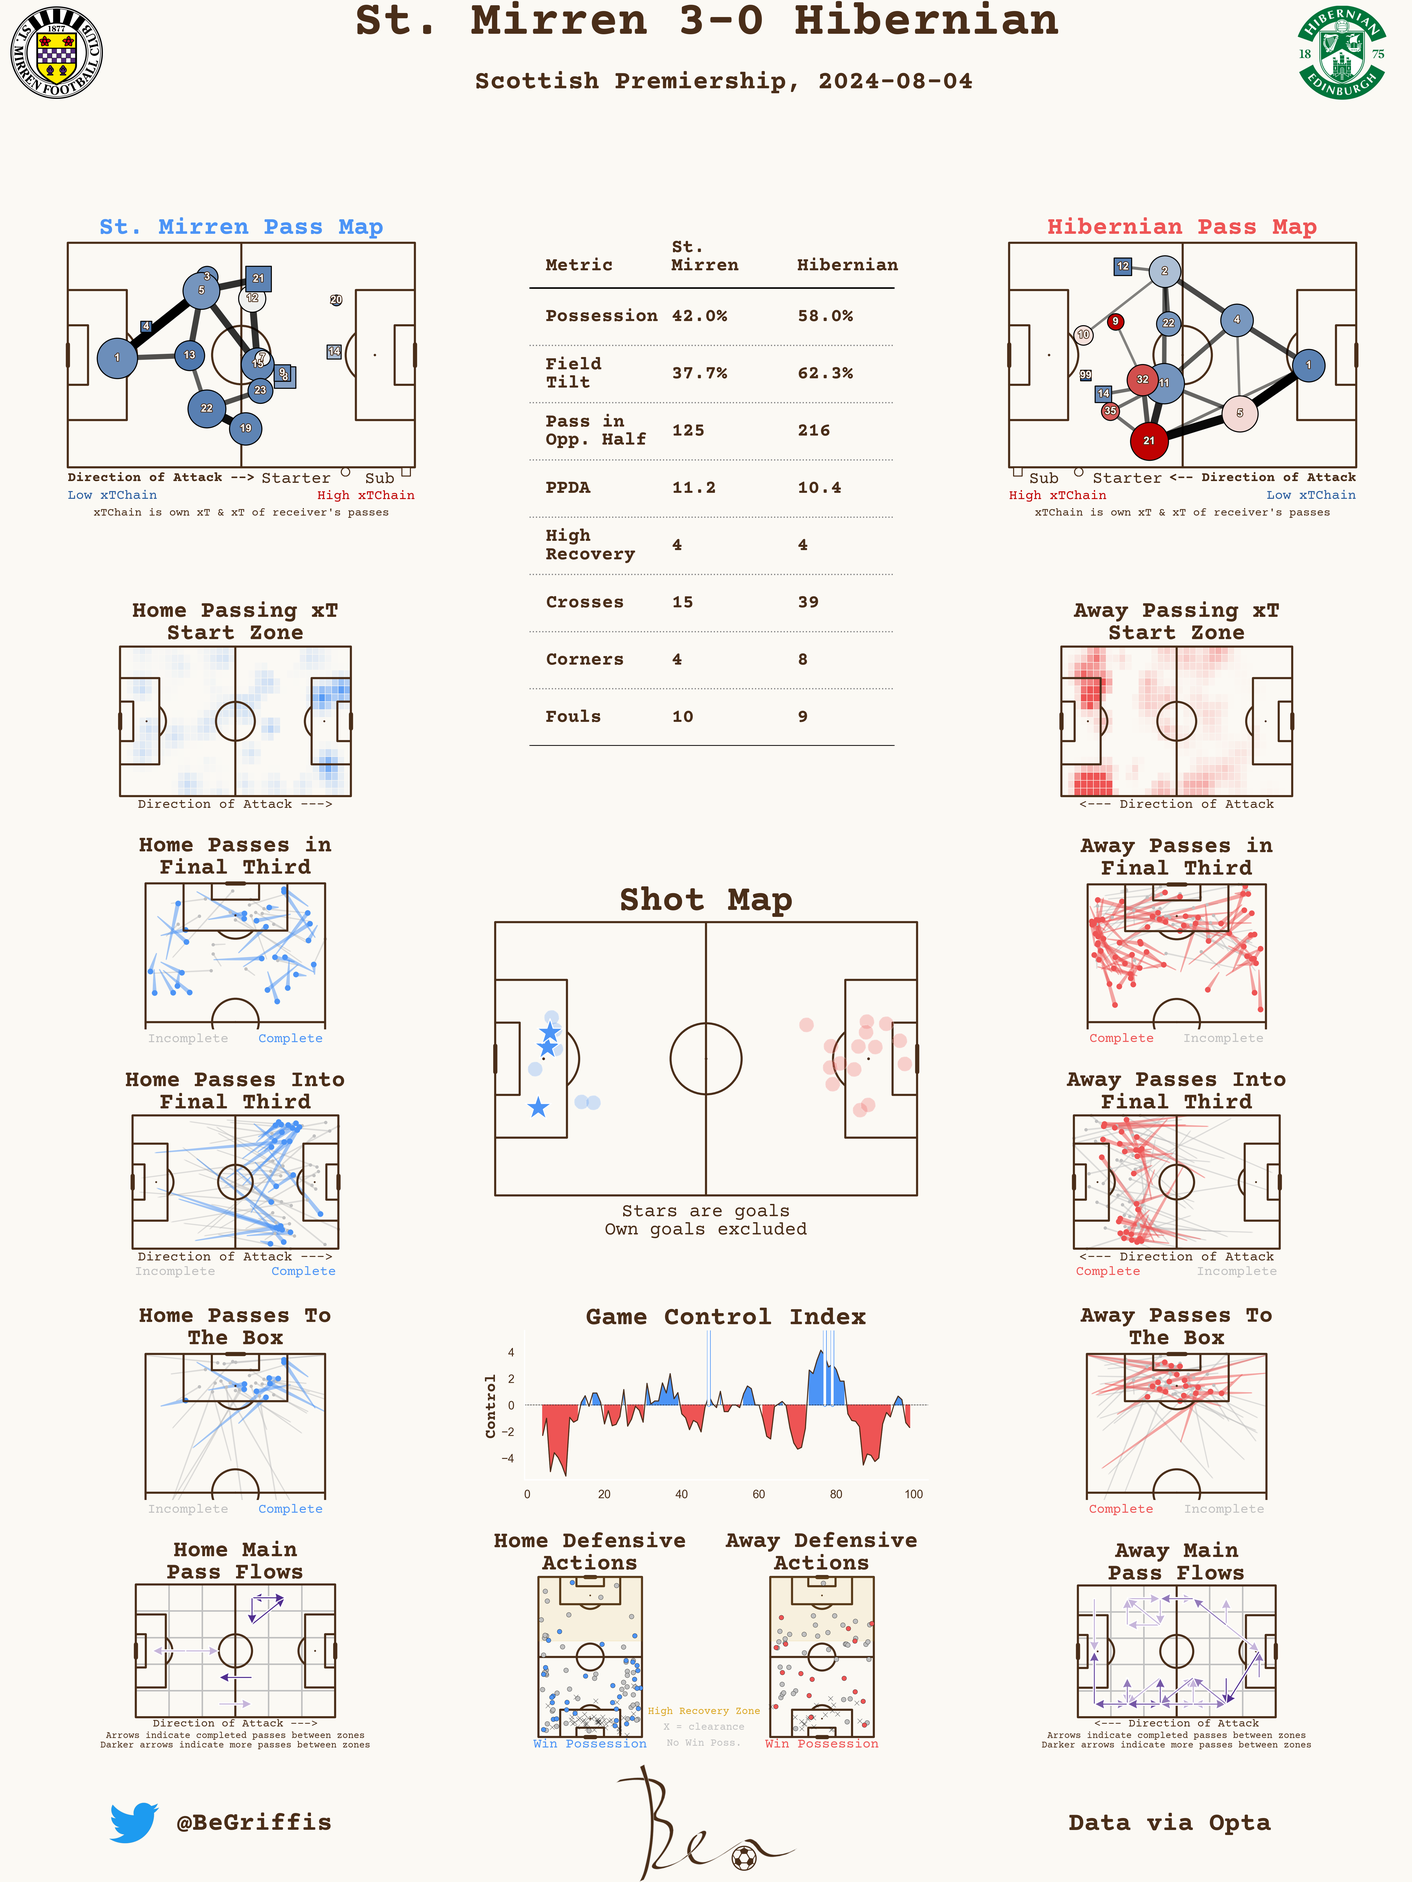 St. Mirren 3-0 Hibernian
Scottish Premiership, 2024-08-04
1877
ST. MIRREN FOOTBALL CLUB
HIBERNIAN
18 75
EDINBURGH
St. Mirren Pass Map
3
5
21
12
20
4
1
13
7
15
14
9
8
23
22
19
Direction of Attack --> Starter Sub
Low xTChain High xTChain
xTChain is own xT & xT of receiver's passes
Metric St. Mirren Hibernian
Possession 42.0% 58.0%
Field Tilt 37.7% 62.3%
Pass in Opp. Half 125 216
PPDA 11.2 10.4
High Recovery 4 4
Crosses 15 39
Corners 4 8
Fouls 10 9
Hibernian Pass Map
12
2
10
9
22
4
1
99
32
11
14
35
5
21
Sub Starter <-- Direction of Attack
High xTChain Low xTChain
xTChain is own xT & xT of receiver's passes
Home Passing xT
Start Zone
Direction of Attack --->
Away Passing xT
Start Zone
<--- Direction of Attack
Home Passes in
Final Third
Incomplete Complete
Away Passes in
Final Third
Complete Incomplete
Shot Map
Stars are goals
Own goals excluded
Home Passes Into
Final Third
Direction of Attack --->
Incomplete Complete
Away Passes Into
Final Third
<--- Direction of Attack
Complete Incomplete
Home Passes To
The Box
Incomplete Complete
Game Control Index
Control
4
2
0
−2
−4
0 20 40 60 80 100
Away Passes To
The Box
Complete Incomplete
Home Main
Pass Flows
Direction of Attack --->
Arrows indicate completed passes between zones
Darker arrows indicate more passes between zones
Home Defensive
Actions
Win Possession
Away Defensive
Actions
Win Possession
High Recovery Zone
X = clearance
No Win Poss.
Away Main
Pass Flows
<--- Direction of Attack
Arrows indicate completed passes between zones
Darker arrows indicate more passes between zones
@BeGriffis
Ben
Data via Opta